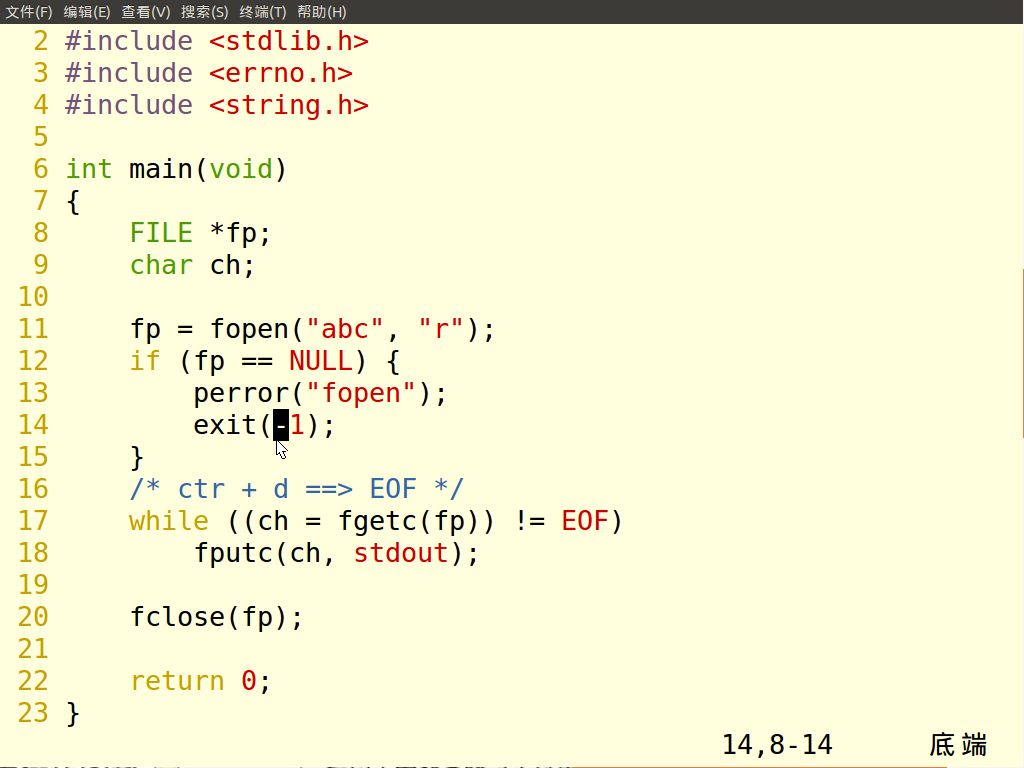 文件(F) 编辑(E) 查看(V) 搜索(S) 终端(T) 帮助(H)
2 #include <stdlib.h>
3 #include <errno.h>
4 #include <string.h>
5
6 int main(void)
7 {
8     FILE *fp;
9     char ch;
10
11     fp = fopen("abc", "r");
12     if (fp == NULL) {
13         perror("fopen");
14         exit(-1);
15     }
16     /* ctr + d ==> EOF */
17     while ((ch = fgetc(fp)) != EOF)
18         fputc(ch, stdout);
19
20     fclose(fp);
21
22     return 0;
23 }
14,8-14 底端